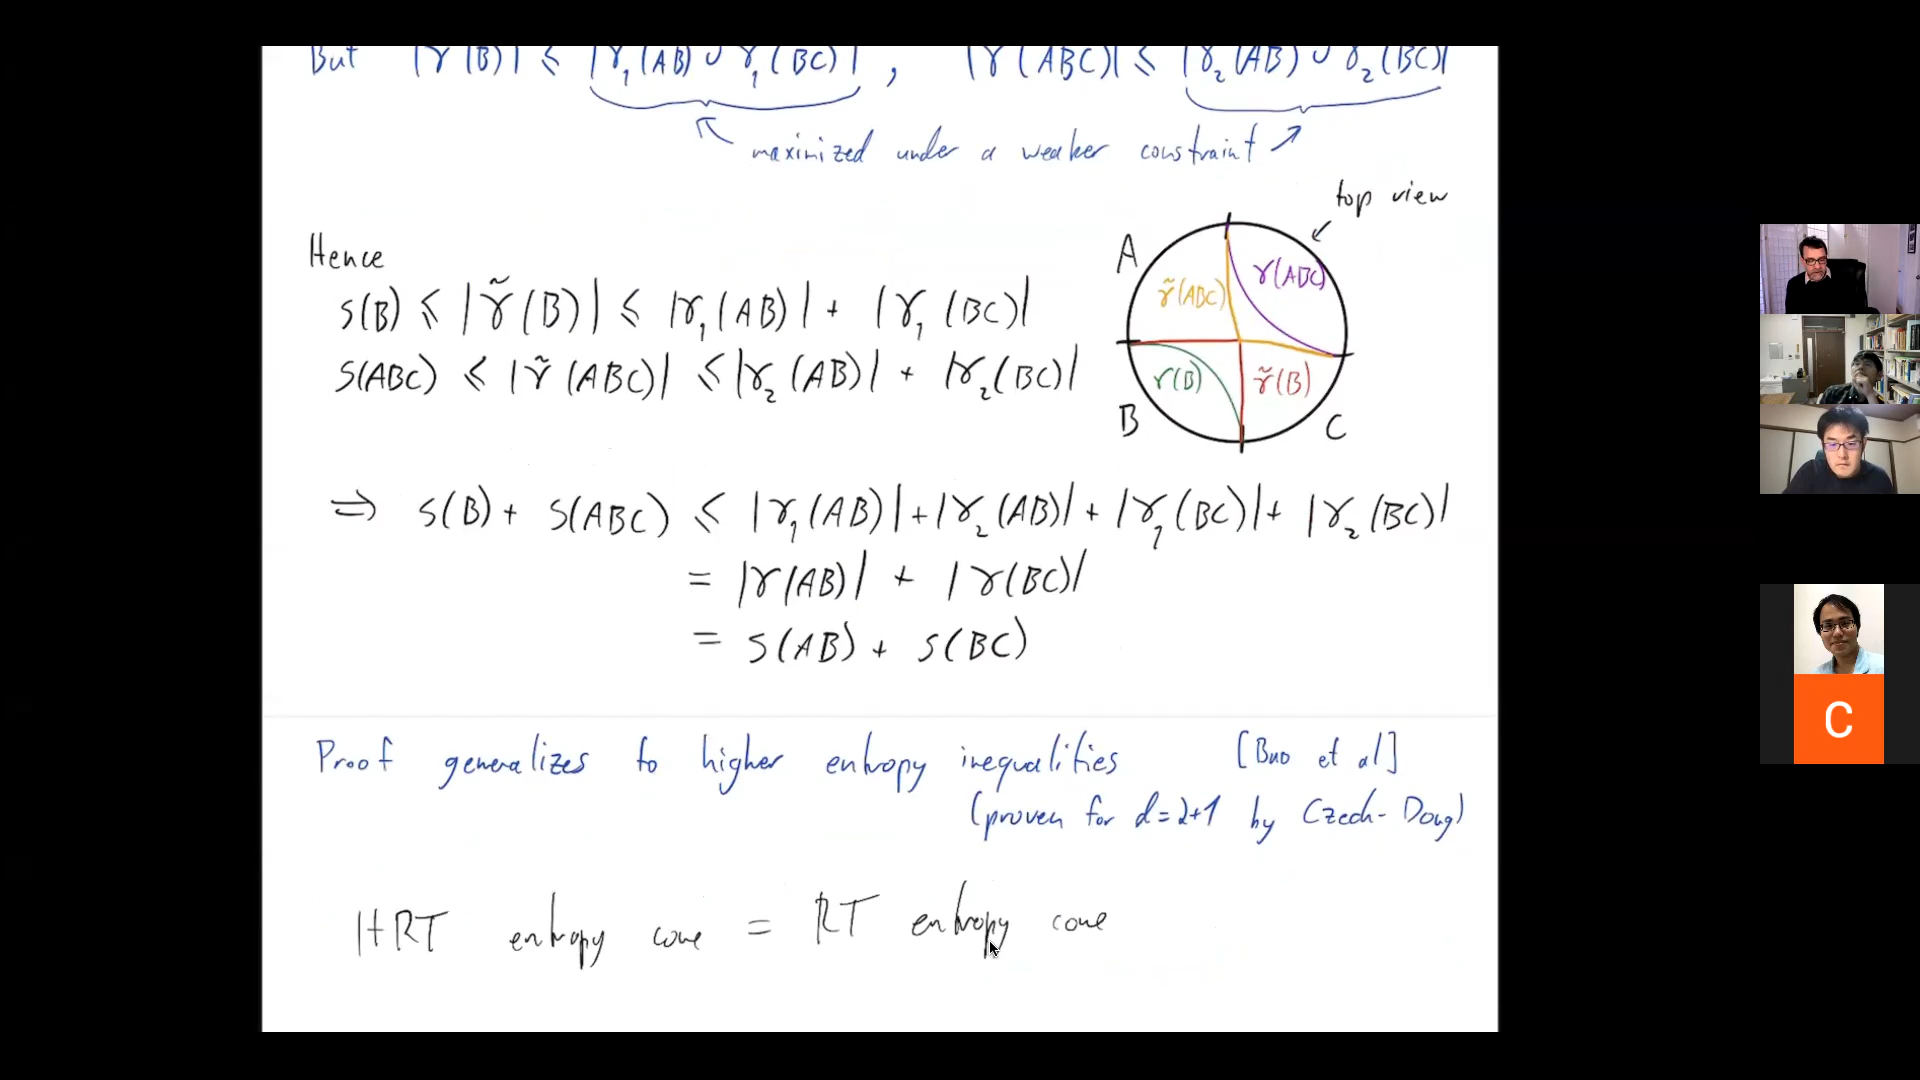 But |γ(B)| ⩽ |γ₁(AB) ∪ γ₁(BC)| , |γ(ABC)| ⩽ |γ₂(AB) ∪ γ₂(BC)|
maximized under a weaker constraint
top view
Hence
S(B) ⩽ |γ̃(B)| ⩽ |γ₁(AB)| + |γ₁(BC)|
S(ABC) ⩽ |γ̃(ABC)| ⩽ |γ₂(AB)| + |γ₂(BC)|
A
γ̃(ABC)
γ(ABC)
γ(B)
γ̃(B)
B
C
⇒ S(B) + S(ABC) ⩽ |γ₁(AB)| + |γ₂(AB)| + |γ₁(BC)| + |γ₂(BC)|
= |γ(AB)| + |γ(BC)|
= S(AB) + S(BC)
Proof generalizes to higher entropy inequalities [Bao et al]
(proven for d=2+1 by Czech-Dong)
HRT entropy cone = RT entropy cone
C